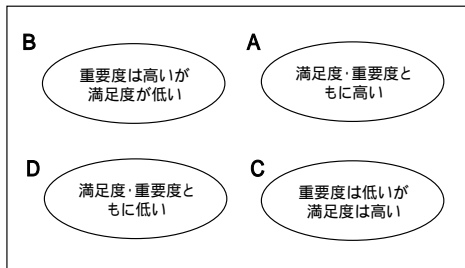 B
重要度は高いが
満足度が低い
A
満足度･重要度と
もに高い
D
満足度･重要度と
もに低い
C
重要度は低いが
満足度は高い